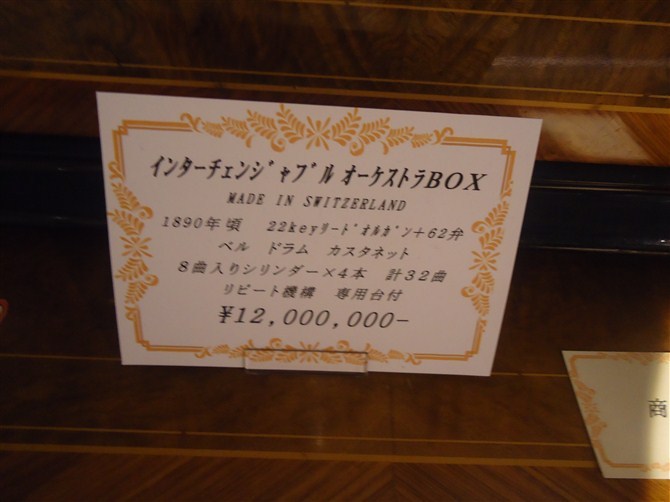 インターチェンジャブル オーケストラBOX
MADE IN SWITZERLAND
1890年頃 22keyリードオルガン+62弁
ベル ドラム カスタネット
8曲入りシリンダー×4本 計32曲
リピート機構 専用台付
¥12,000,000-
商